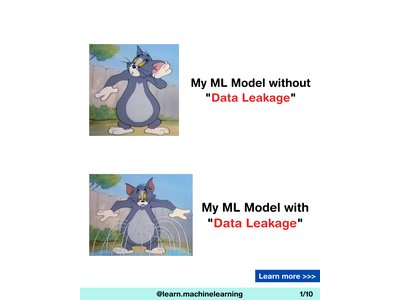 My ML Model without
"Data Leakage"
My ML Model with
"Data Leakage"
Learn more >>>
@learn.machinelearning
1/10